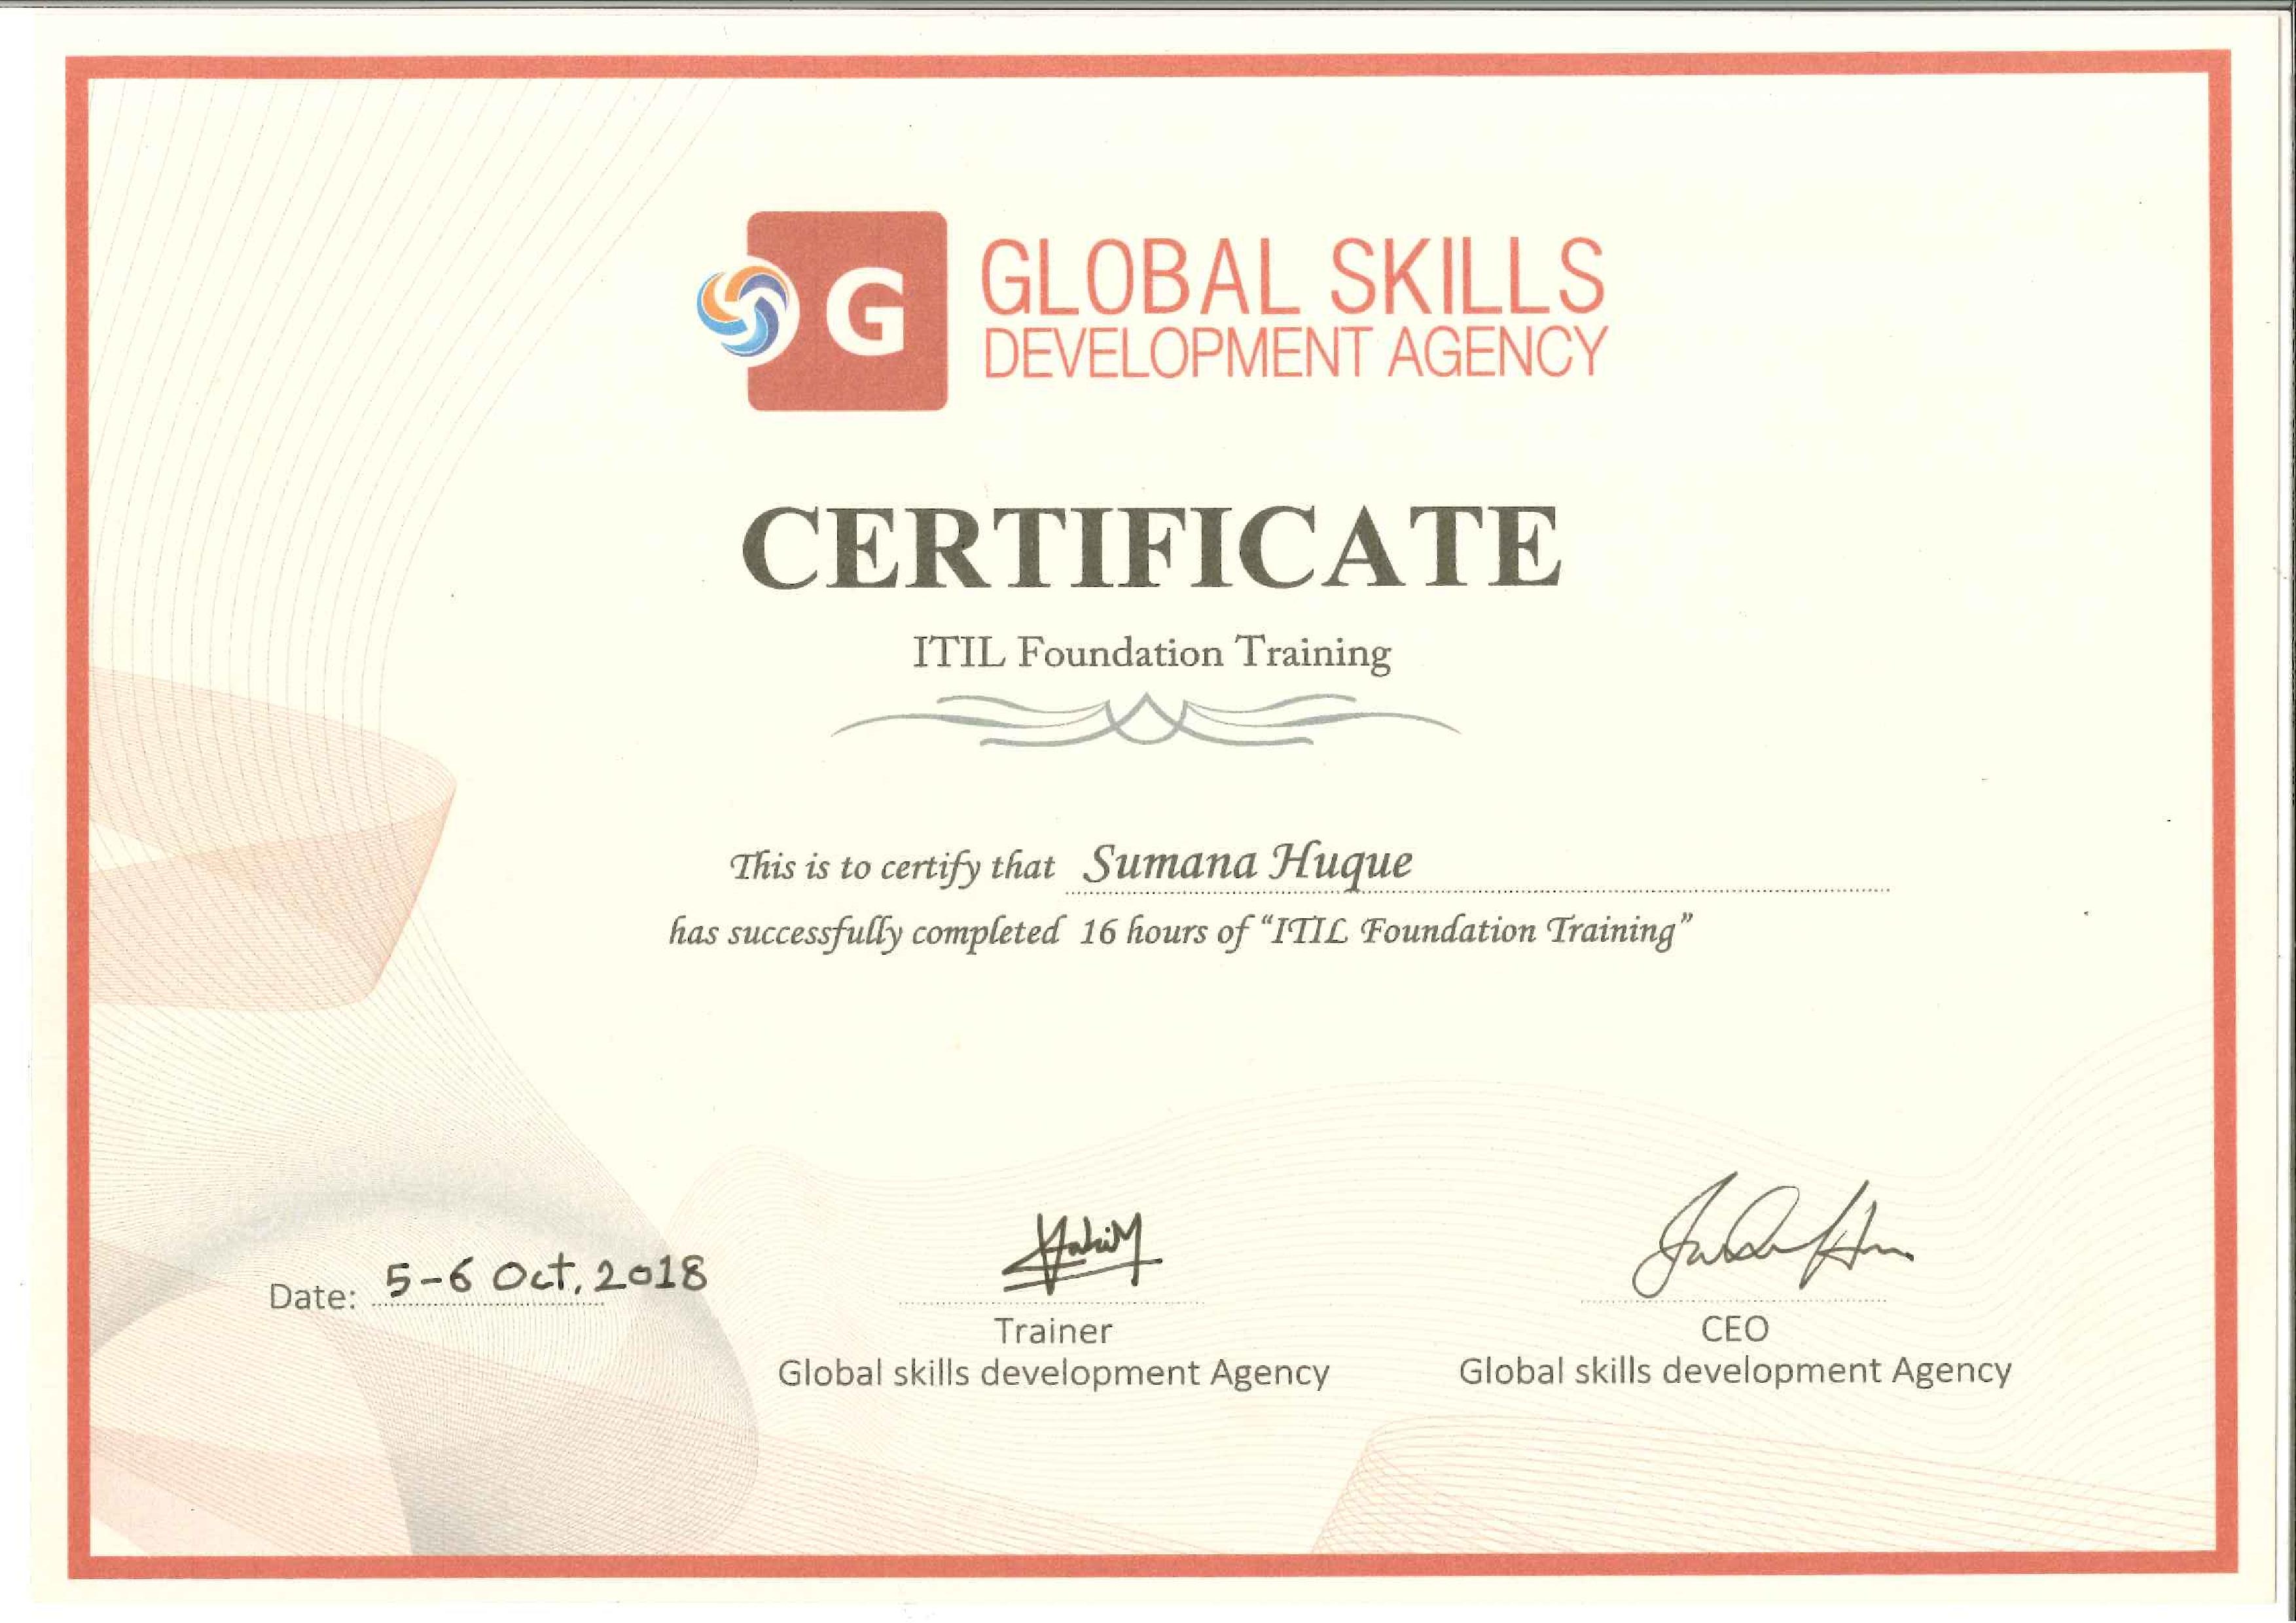 G
GLOBAL SKILLS
DEVELOPMENT AGENCY
CERTIFICATE
ITIL Foundation Training
This is to certify that Sumana Huque
has successfully completed 16 hours of “ITIL Foundation Training”
Date: 5-6 Oct, 2018
Trainer
Global skills development Agency
CEO
Global skills development Agency